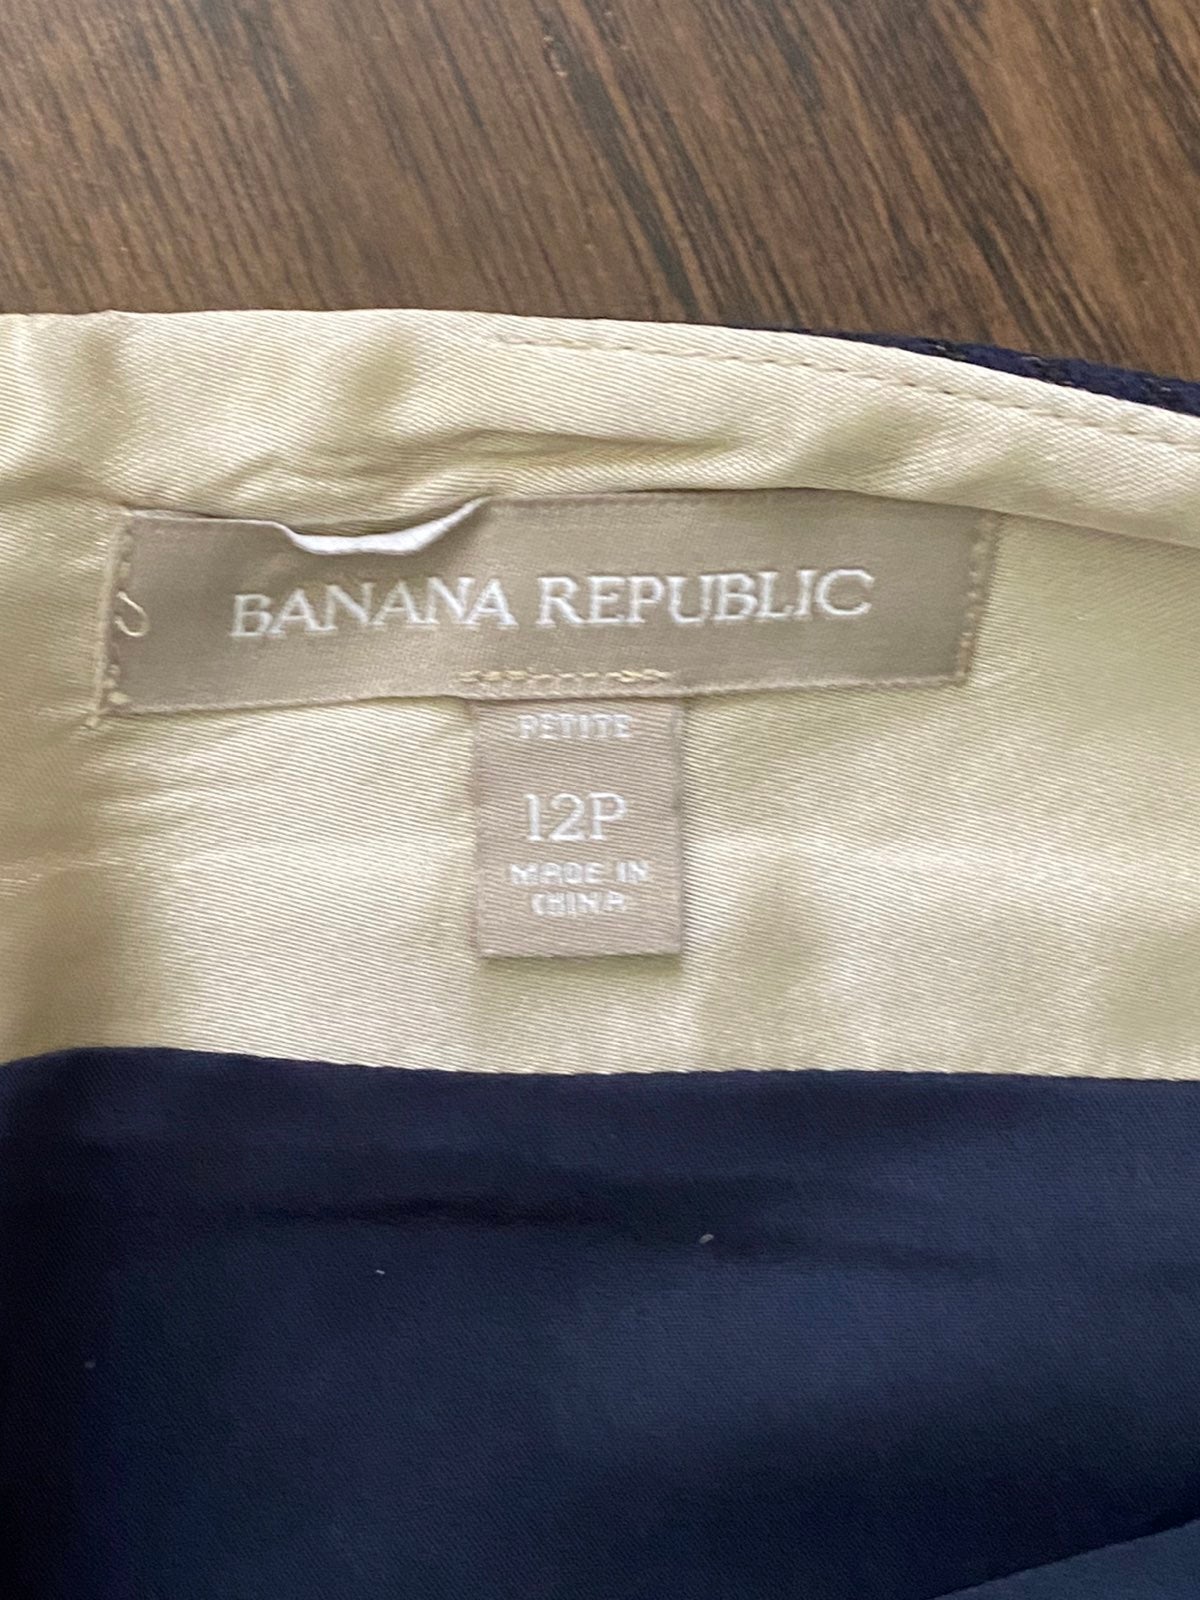 BANANA REPUBLIC
PETITE
12P
MADE IN
CHINA